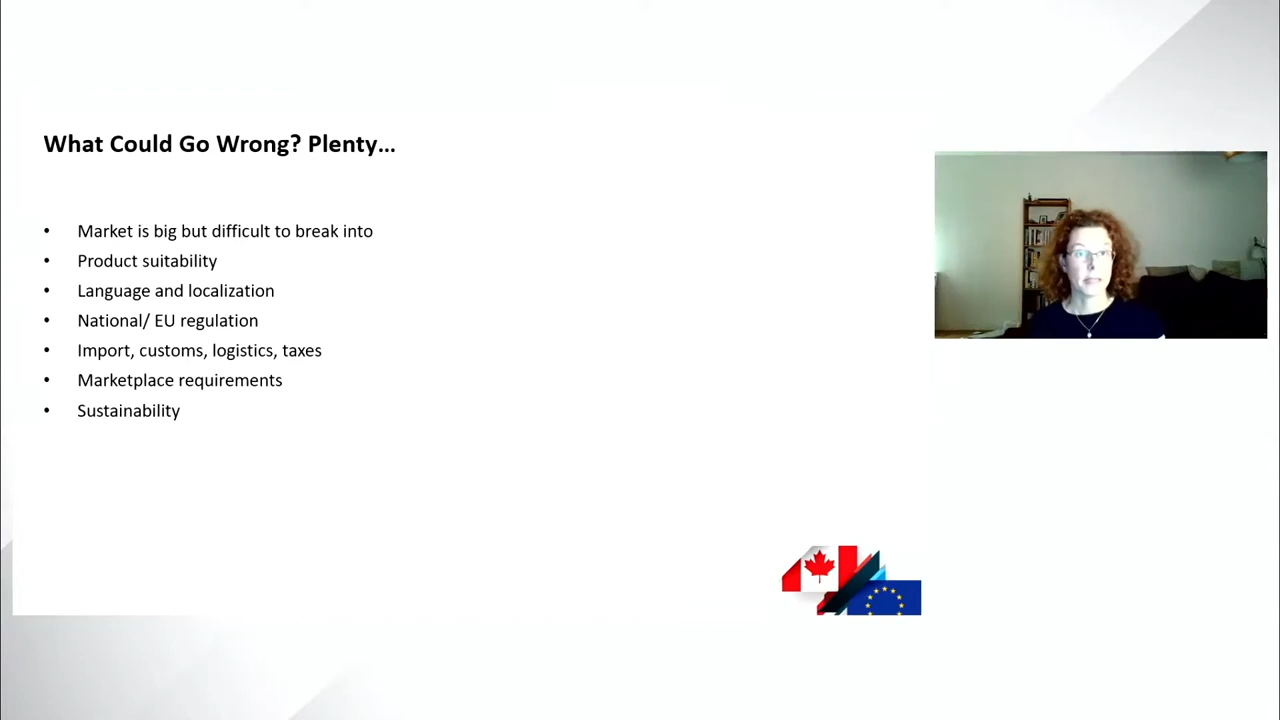 What Could Go Wrong? Plenty...
• Market is big but difficult to break into
• Product suitability
• Language and localization
• National/ EU regulation
• Import, customs, logistics, taxes
• Marketplace requirements
• Sustainability